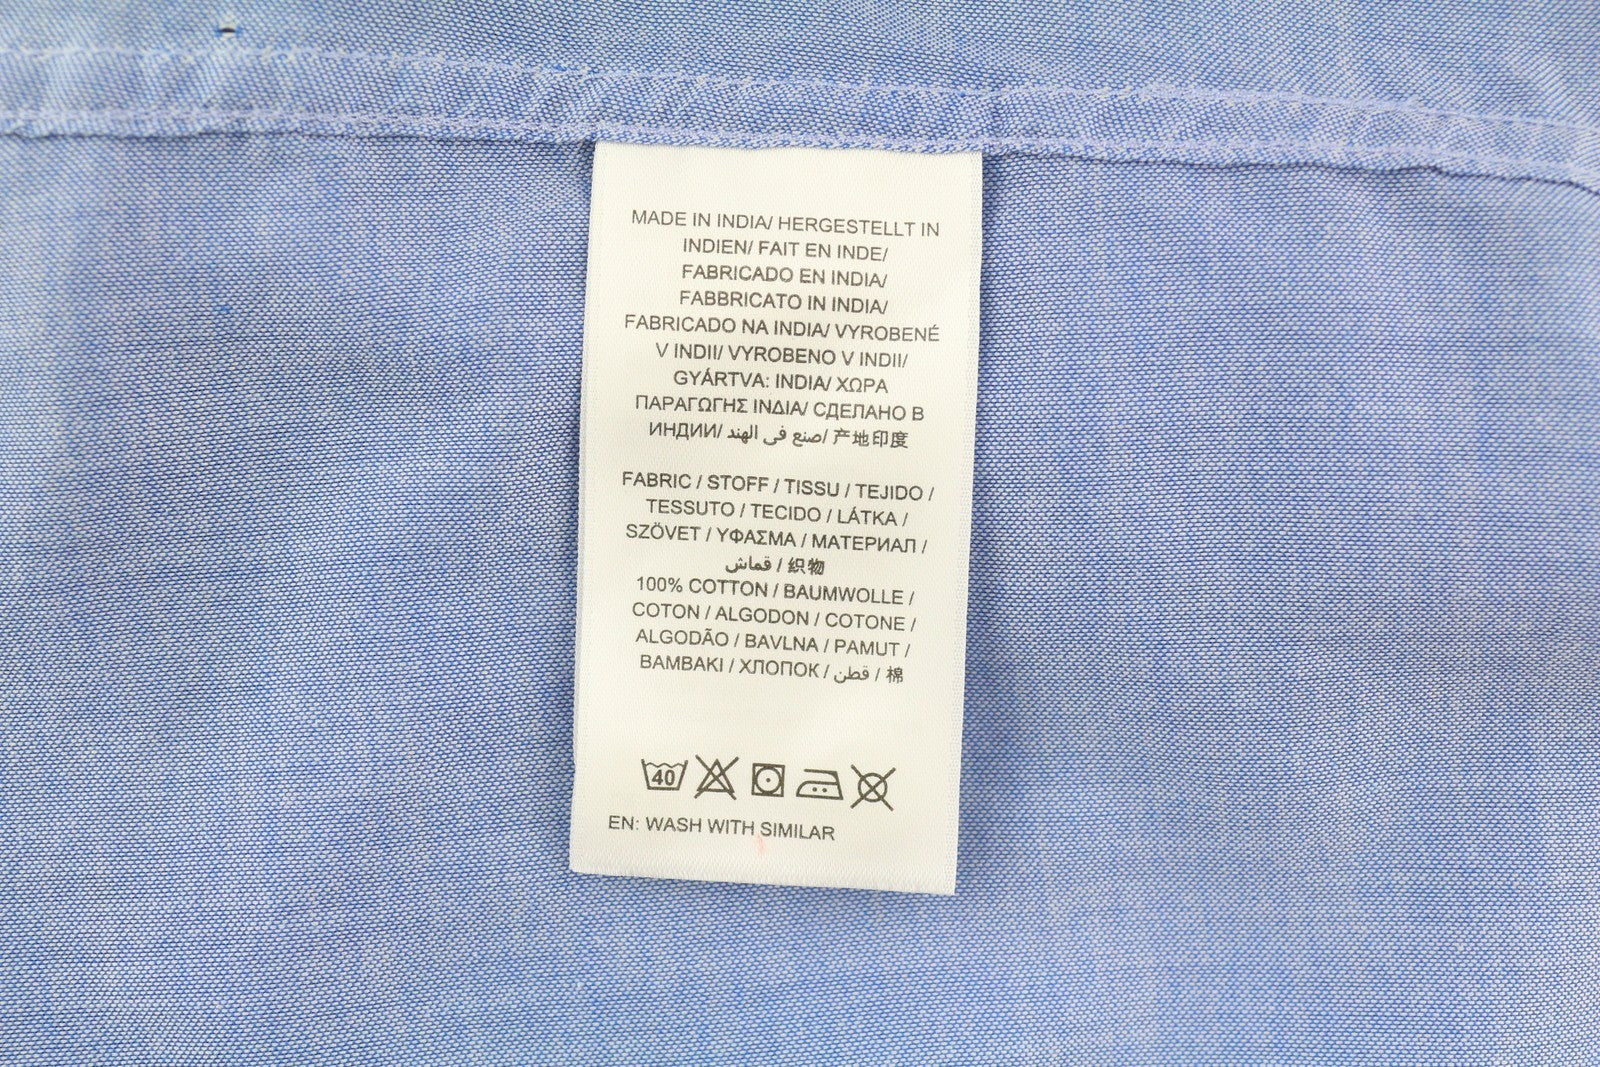 MADE IN INDIA/ HERGESTELLT IN
INDIEN/ FAIT EN INDE/
FABRICADO EN INDIA/
FABBRICATO IN INDIA/
FABRICADO NA INDIA/ VYROBENÉ
V INDII/ VYROBENO V INDII/
GYÁRTVA: INDIA/ ΧΩΡΑ
ΠΑΡΑΓΩΓΗΣ ΙΝΔΙΑ/ СДЕЛАНО В
ИНДИИ/ صنع فى الهند/ 产地印度
FABRIC / STOFF / TISSU / TEJIDO /
TESSUTO / TECIDO / LÁTKA /
SZÖVET / ΥΦΑΣΜΑ / МАТЕРИАЛ /
قماش / 织物
100% COTTON / BAUMWOLLE /
COTON / ALGODON / COTONE /
ALGODÃO / BAVLNA / PAMUT /
BAMBAKI / ХЛОПОК / قطن / 棉
40
EN: WASH WITH SIMILAR